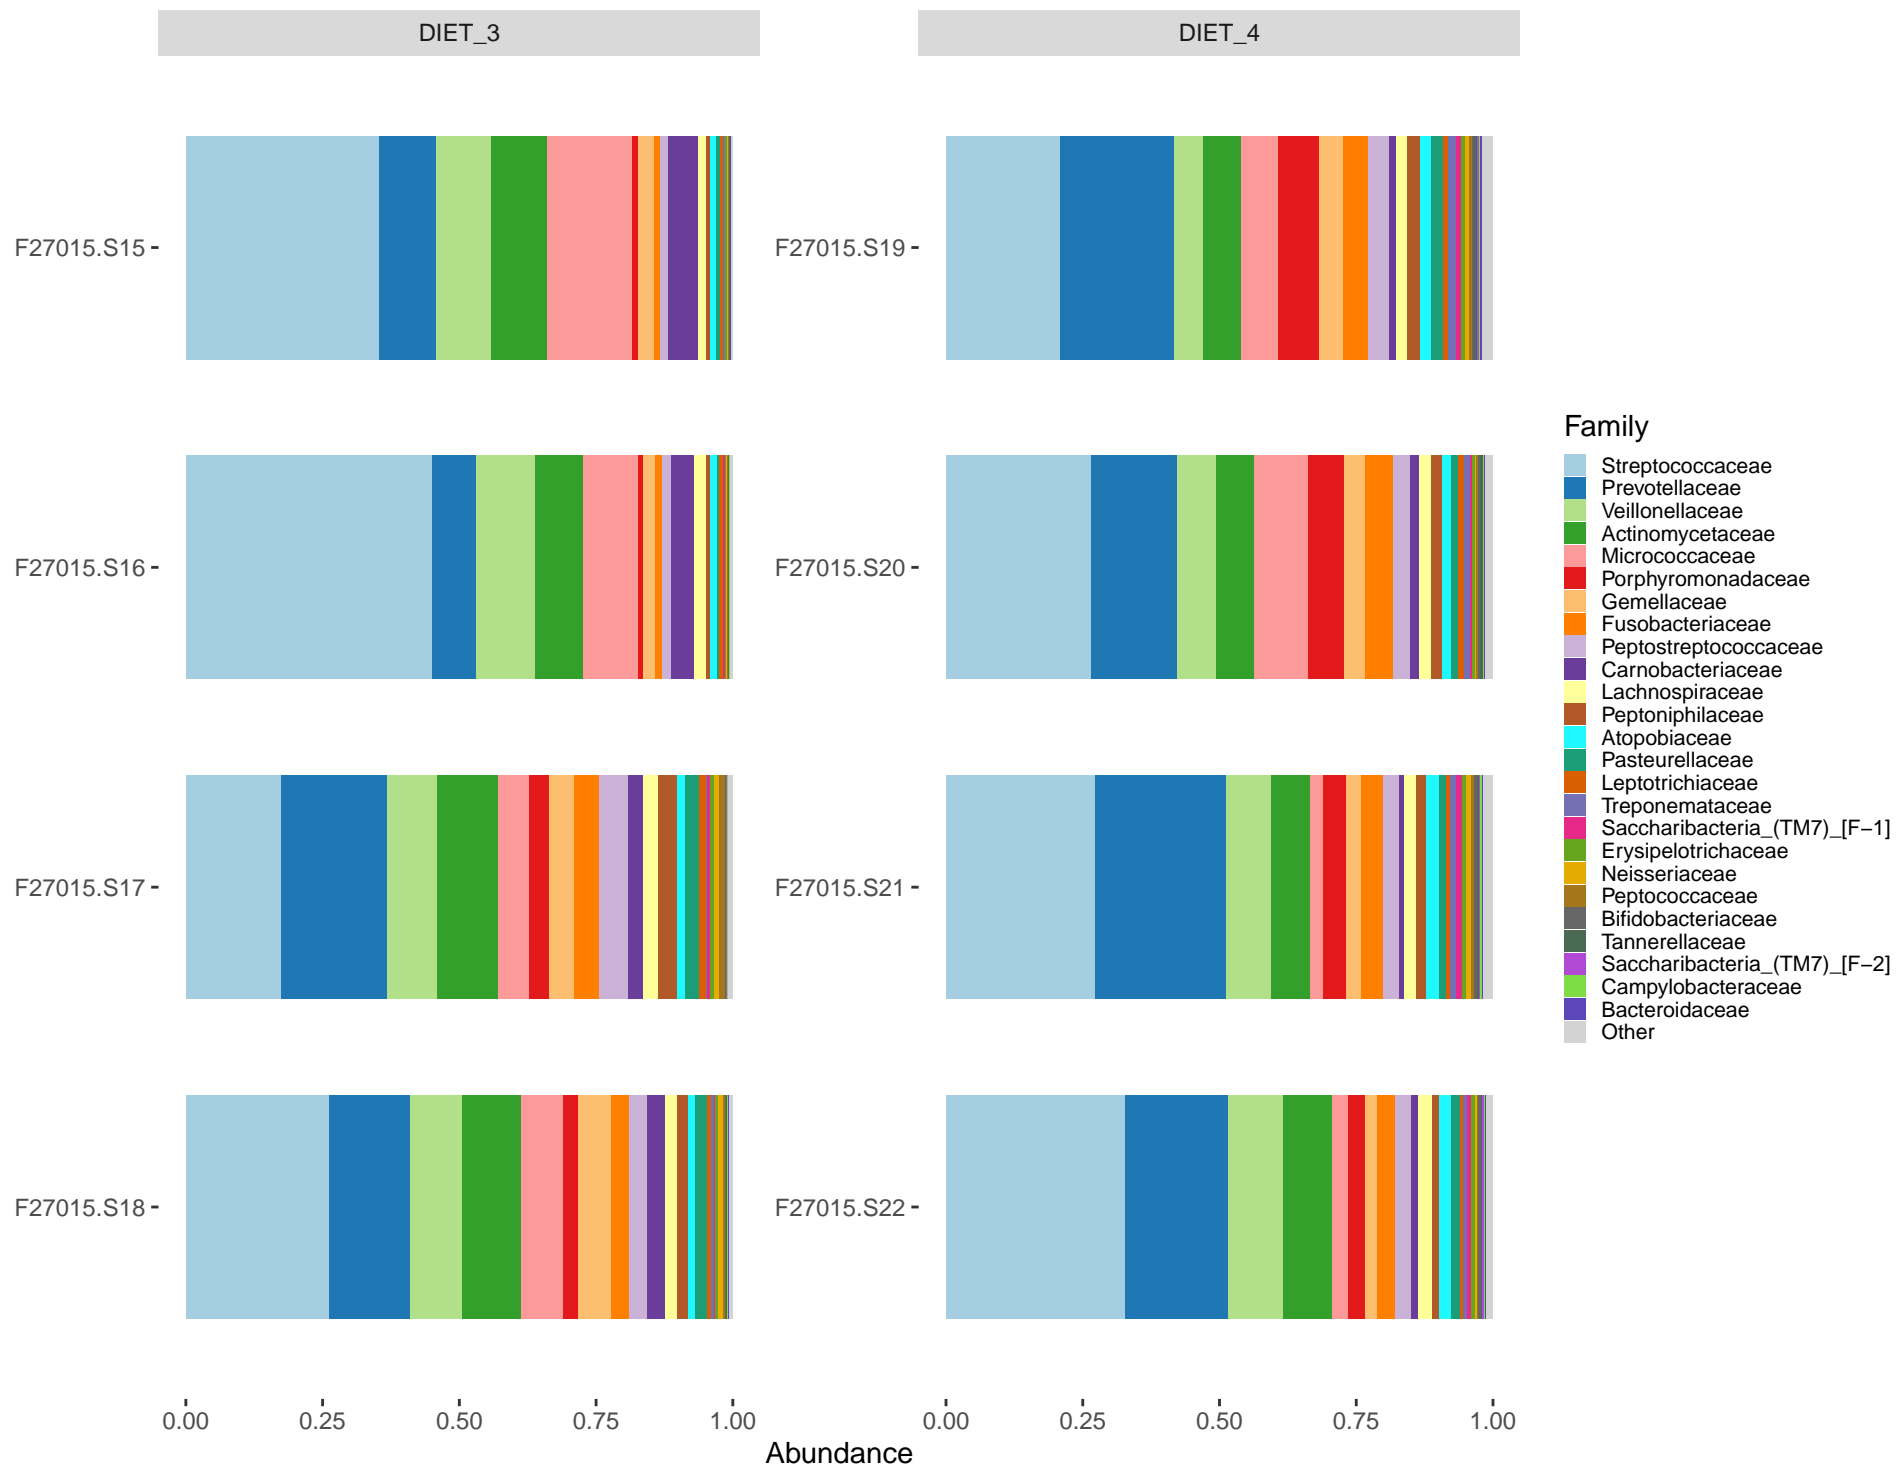 DIET_3
DIET_4
F27015.S15
F27015.S19
F27015.S16
F27015.S20
F27015.S17
F27015.S21
F27015.S18
F27015.S22
0.00 0.25 0.50 0.75 1.00
0.00 0.25 0.50 0.75 1.00
Abundance
Family
Streptococcaceae
Prevotellaceae
Veillonellaceae
Actinomycetaceae
Micrococcaceae
Porphyromonadaceae
Gemellaceae
Fusobacteriaceae
Peptostreptococcaceae
Carnobacteriaceae
Lachnospiraceae
Peptoniphilaceae
Atopobiaceae
Pasteurellaceae
Leptotrichiaceae
Treponemataceae
Saccharibacteria_(TM7)_[F−1]
Erysipelotrichaceae
Neisseriaceae
Peptococcaceae
Bifidobacteriaceae
Tannerellaceae
Saccharibacteria_(TM7)_[F−2]
Campylobacteraceae
Bacteroidaceae
Other